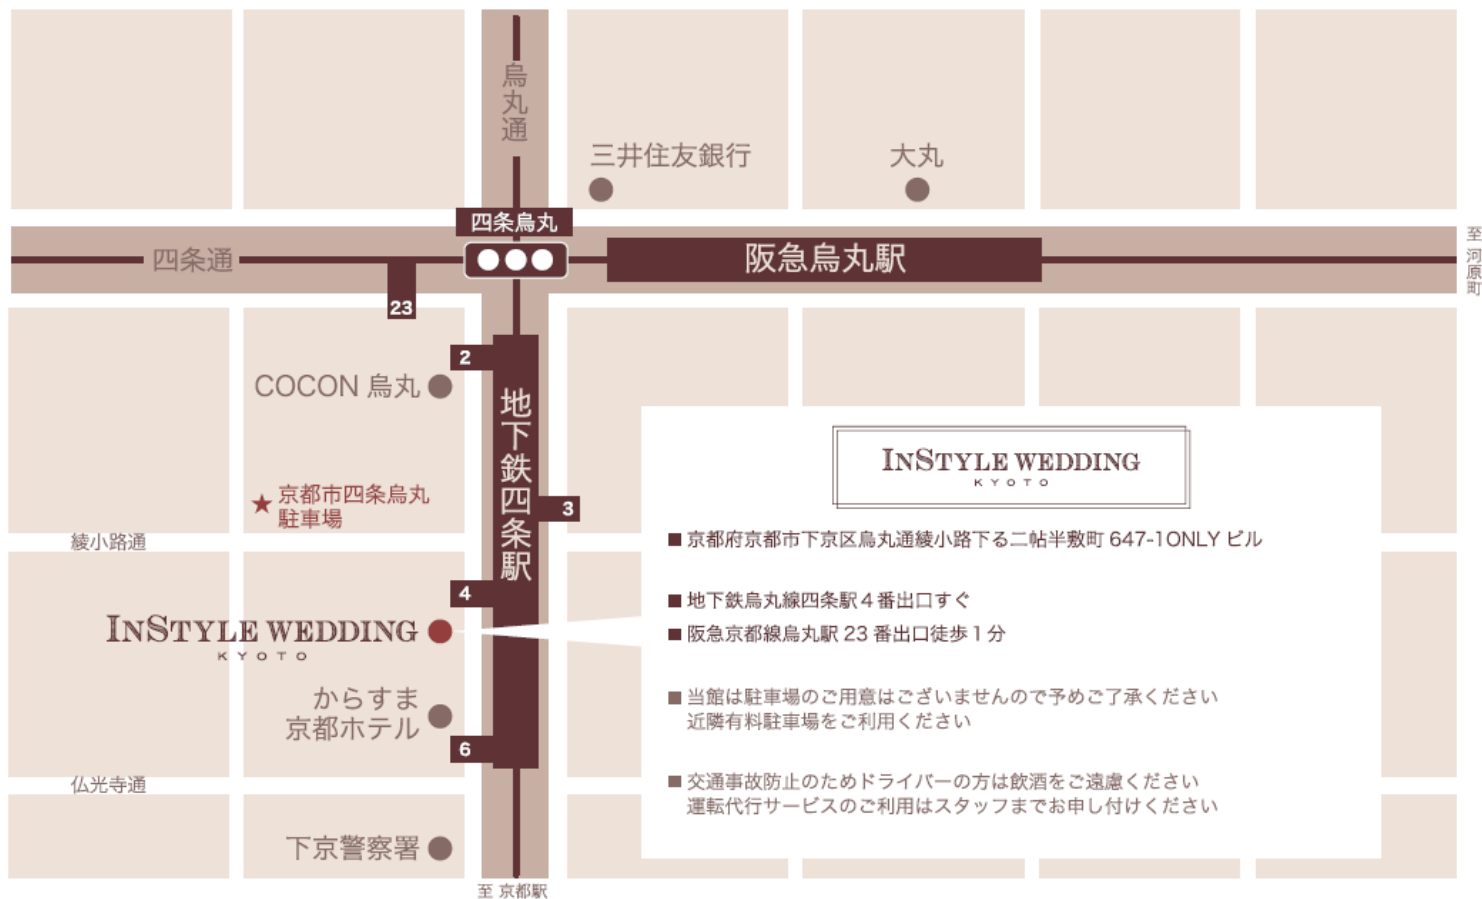 烏丸通
三井住友銀行
大丸
四条烏丸
四条通
阪急烏丸駅
至 河原町
23
2
COCON 烏丸
地下鉄四条駅
京都市四条烏丸
駐車場
3
綾小路通
4
INSTYLE WEDDING
KYOTO
からすま
京都ホテル
6
仏光寺通
下京警察署
至 京都駅
INSTYLE WEDDING
KYOTO
■ 京都府京都市下京区烏丸通綾小路下る二帖半敷町 647-1ONLY ビル
■ 地下鉄烏丸線四条駅 4 番出口すぐ
■ 阪急京都線烏丸駅 23 番出口徒歩 1 分
■ 当館は駐車場のご用意はございませんので予めご了承ください
近隣有料駐車場をご利用ください
■ 交通事故防止のためドライバーの方は飲酒をご遠慮ください
運転代行サービスのご利用はスタッフまでお申し付けください